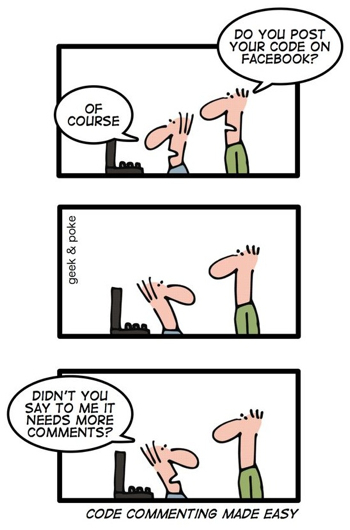 DO YOU POST
YOUR CODE ON
FACEBOOK?
OF
COURSE
geek & poke
DIDN'T YOU
SAY TO ME IT
NEEDS MORE
COMMENTS?
CODE COMMENTING MADE EASY